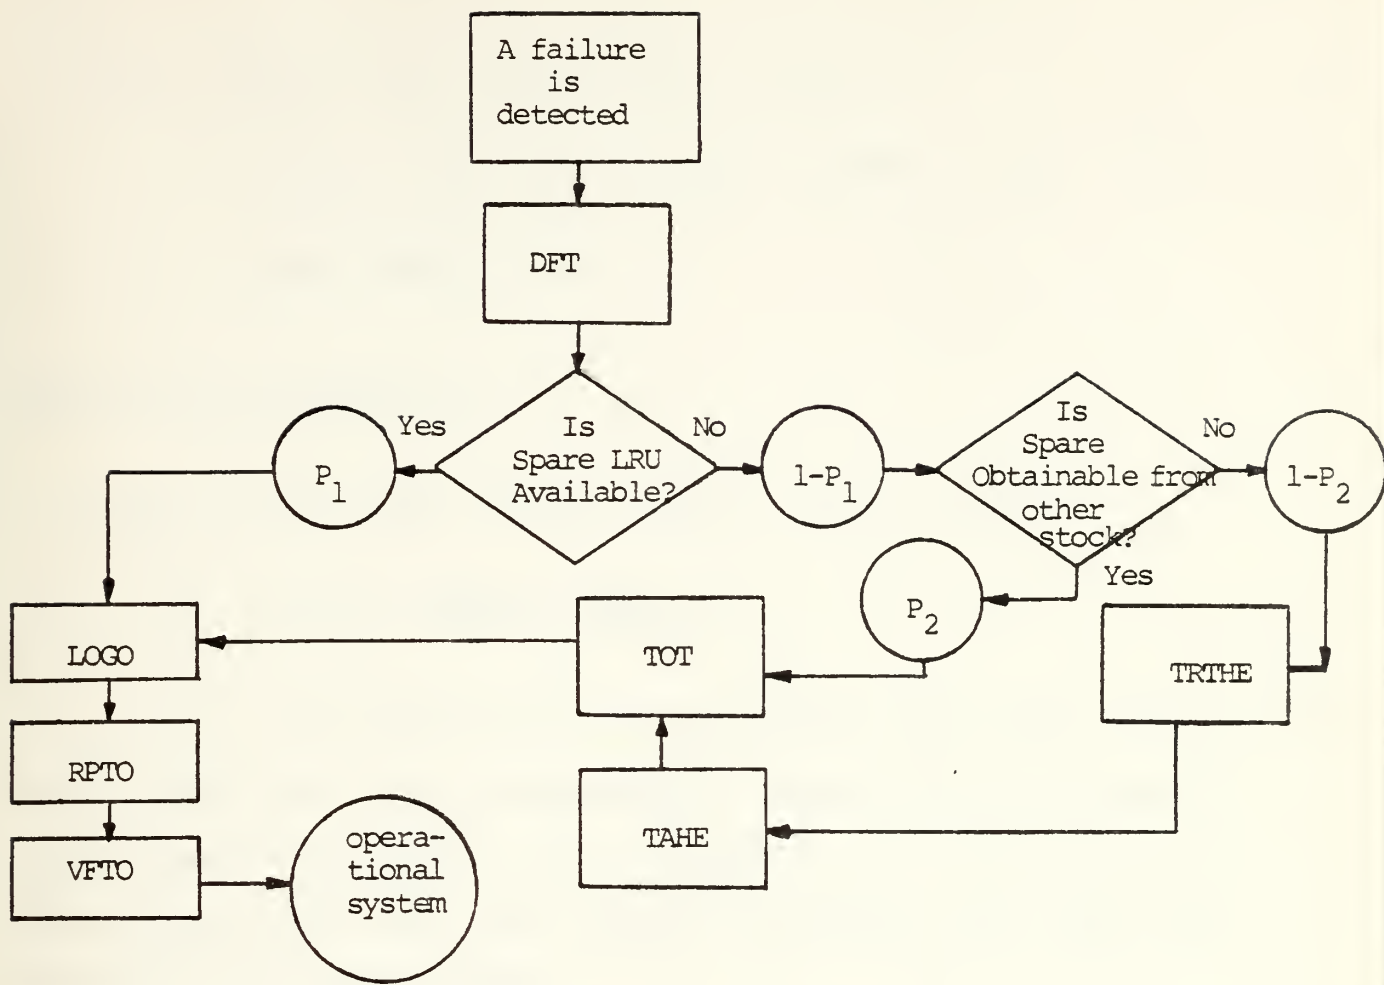 A failure
is
detected
DFT
Yes
Is
Spare LRU
Available?
No
P1
1-P1
Is
Spare
Obtainable from
other
stock?
No
1-P2
Yes
P2
LOGO
TOT
TRTHE
RPTO
TAHE
VFTO
opera-
tional
system